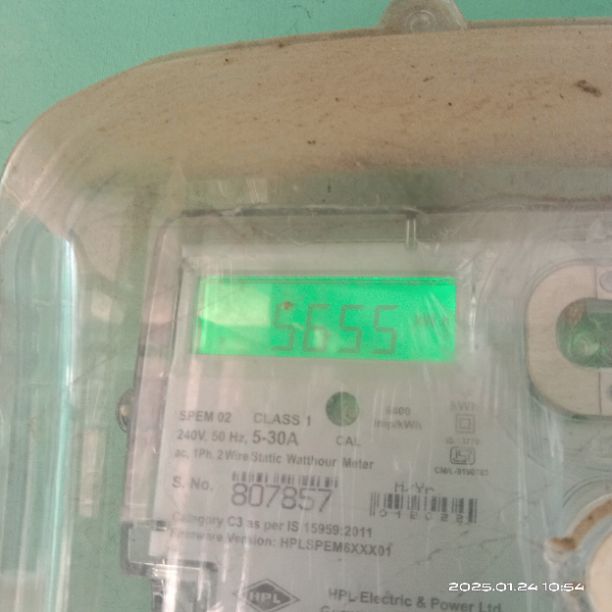 5655
SPEM 02 CLASS 1
240V, 50 Hz, 5-30A CAL
imp/kWh
ac, 1Ph, 2 Wire Static Watthour Meter
S. No. 807857
Category C3 as per IS 15959:2011
Firmware Version: HPLSPEM6XXX01
HPL
HPL Electric & Power Ltd.
2025.01.24 10:54